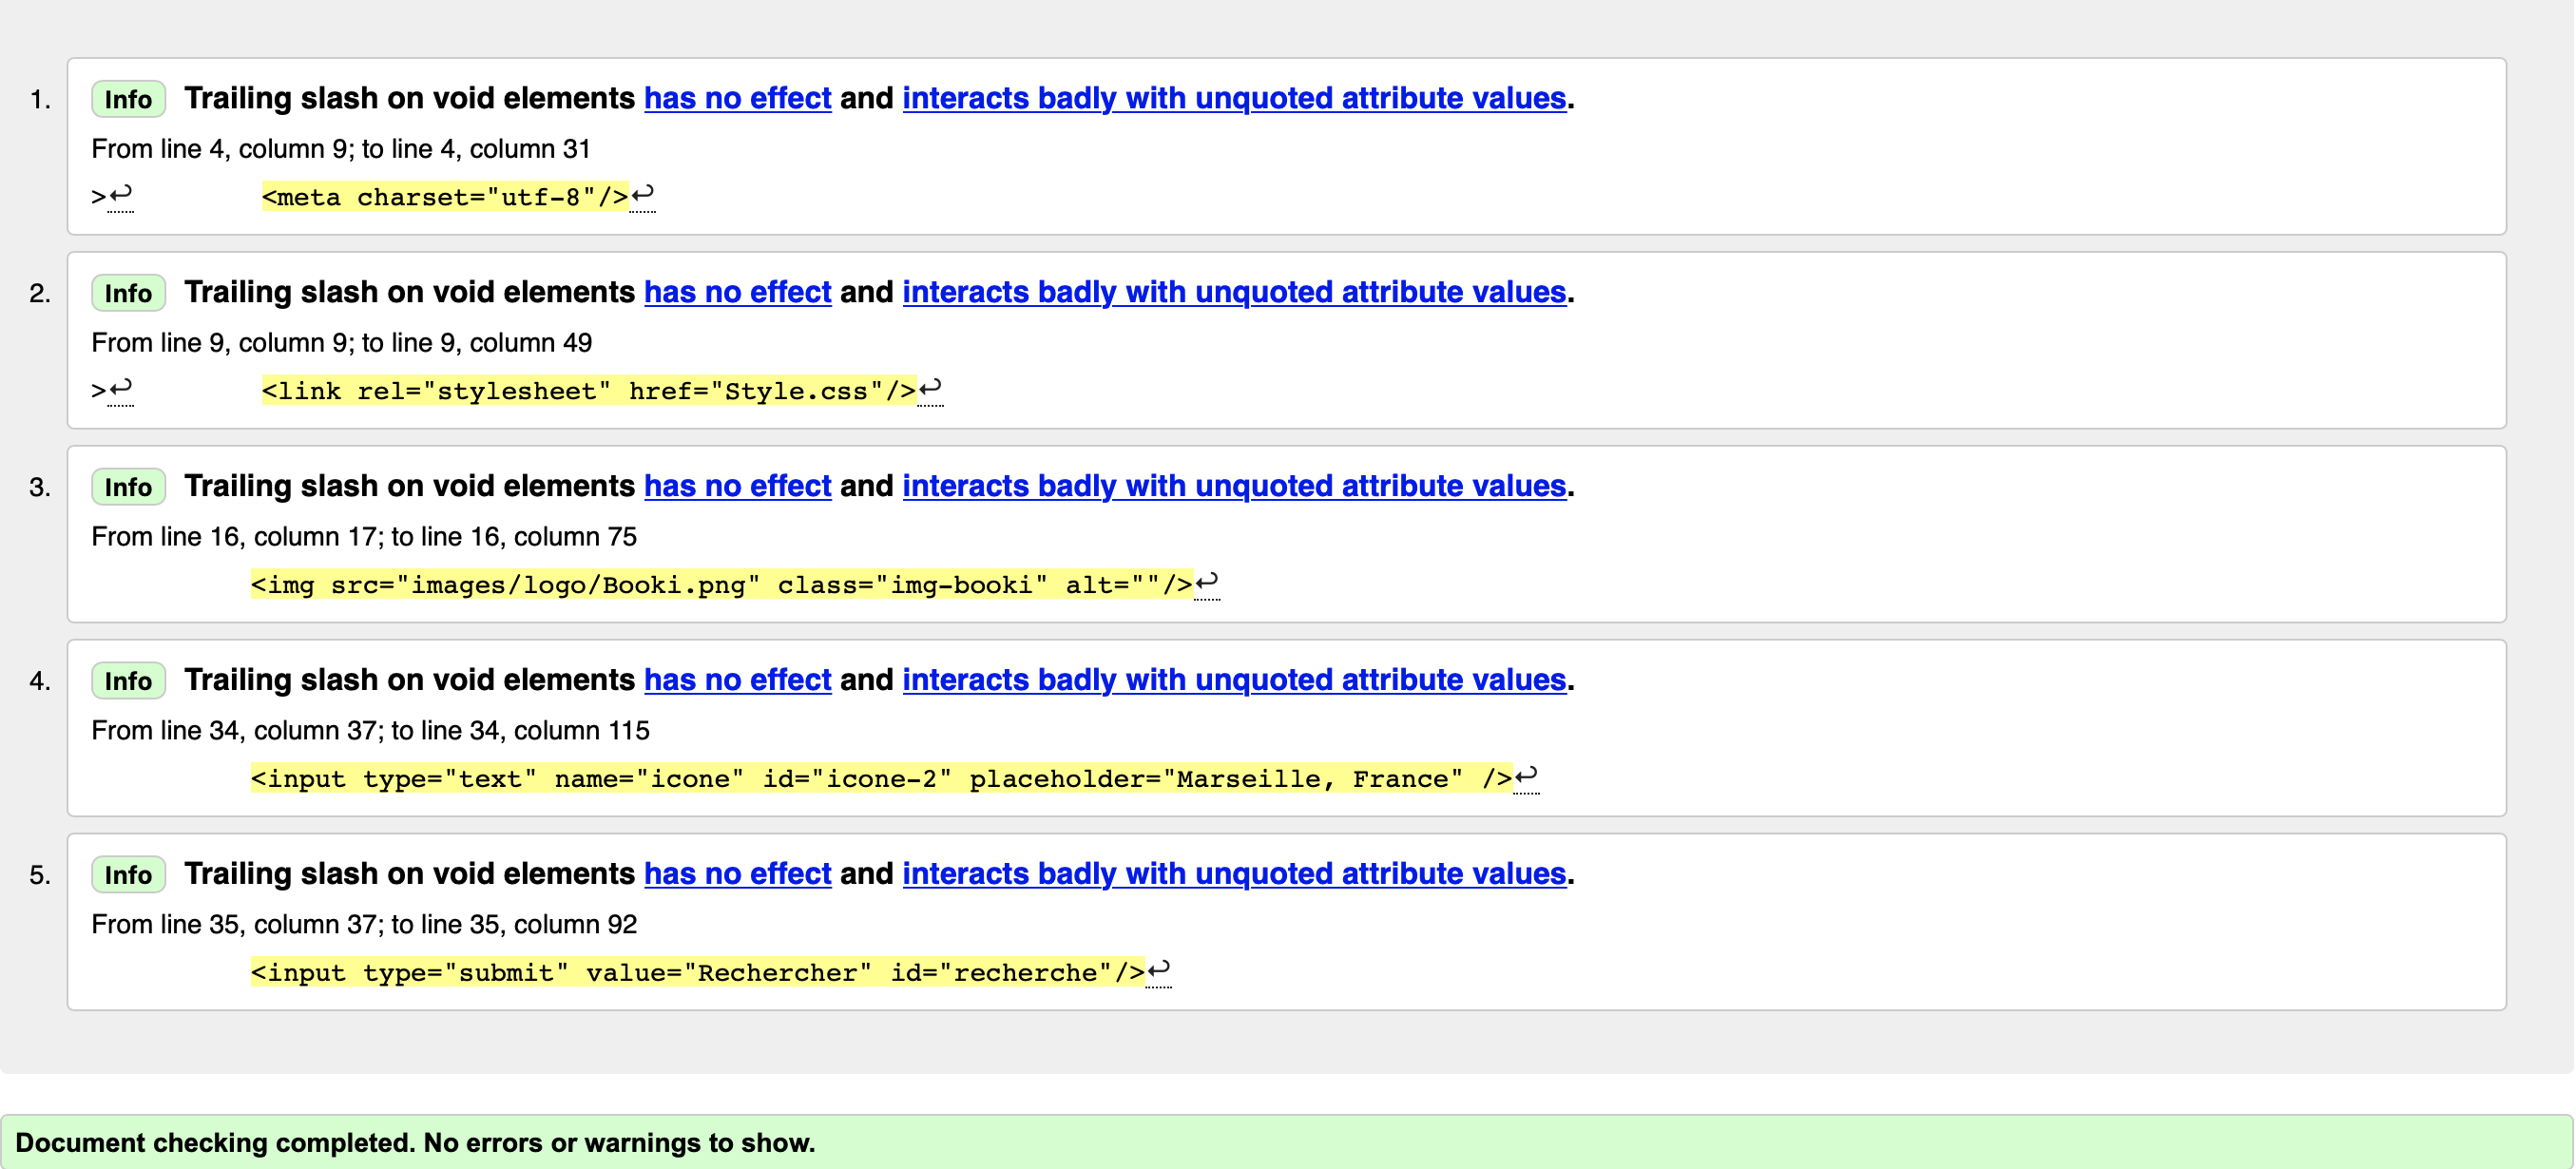 1. Info Trailing slash on void elements has no effect and interacts badly with unquoted attribute values.
From line 4, column 9; to line 4, column 31
>↩ <meta charset="utf-8"/>↩
2. Info Trailing slash on void elements has no effect and interacts badly with unquoted attribute values.
From line 9, column 9; to line 9, column 49
>↩ <link rel="stylesheet" href="Style.css"/>↩
3. Info Trailing slash on void elements has no effect and interacts badly with unquoted attribute values.
From line 16, column 17; to line 16, column 75
<img src="images/logo/Booki.png" class="img-booki" alt=""/>↩
4. Info Trailing slash on void elements has no effect and interacts badly with unquoted attribute values.
From line 34, column 37; to line 34, column 115
<input type="text" name="icone" id="icone-2" placeholder="Marseille, France" />↩
5. Info Trailing slash on void elements has no effect and interacts badly with unquoted attribute values.
From line 35, column 37; to line 35, column 92
<input type="submit" value="Rechercher" id="recherche"/>↩
Document checking completed. No errors or warnings to show.